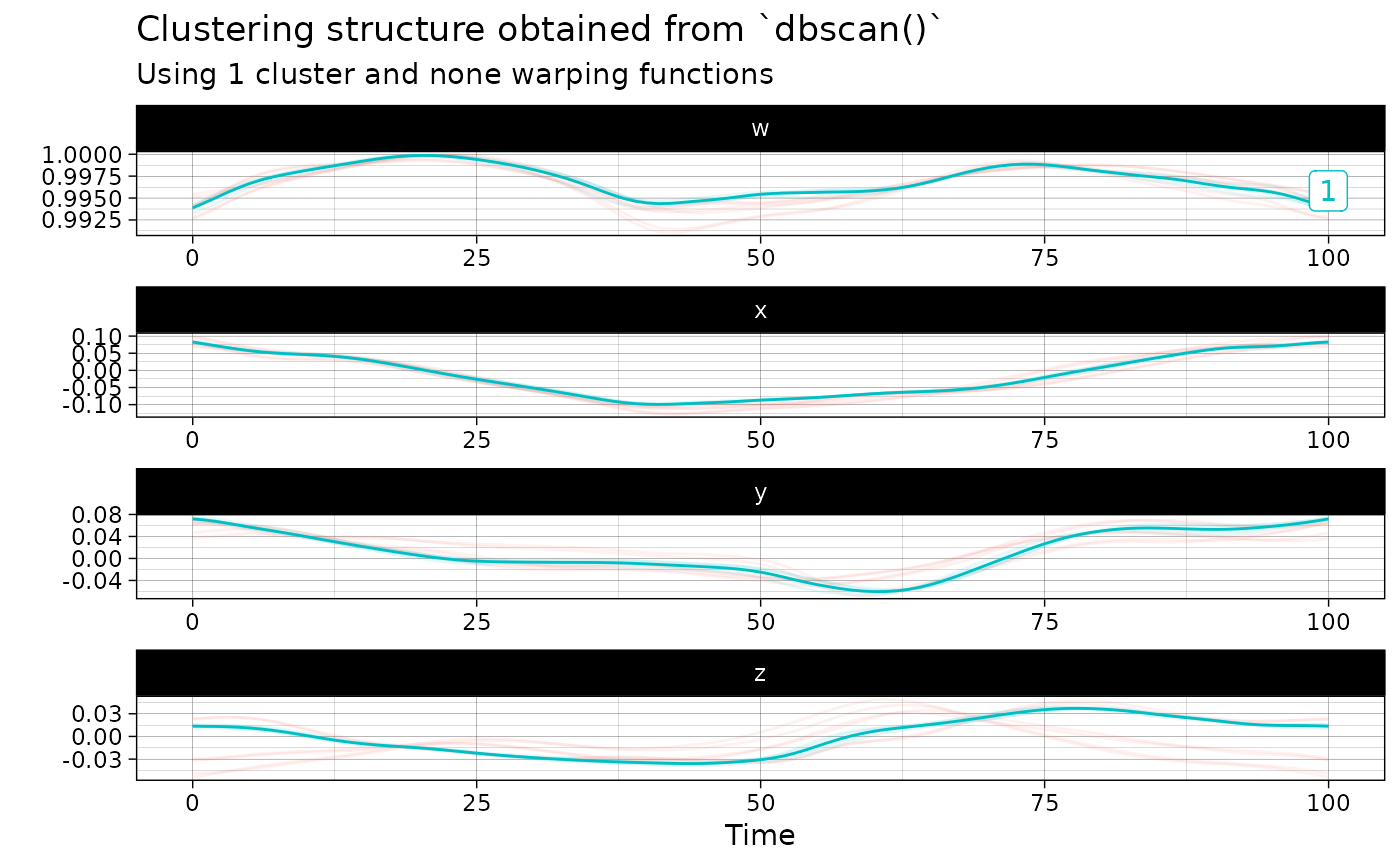 Clustering structure obtained from `dbscan()`
Using 1 cluster and none warping functions
w
1.0000
0.9975
0.9950
0.9925
1
0 25 50 75 100
x
0.10
0.05
0.00
-0.05
-0.10
0 25 50 75 100
y
0.08
0.04
0.00
-0.04
0 25 50 75 100
z
0.03
0.00
-0.03
0 25 50 75 100
Time